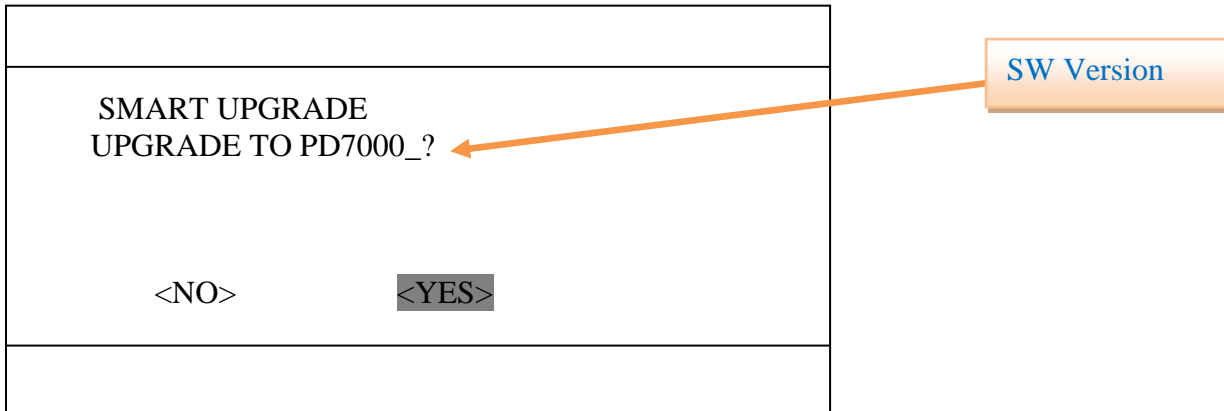 SW Version
SMART UPGRADE
UPGRADE TO PD7000_?
<NO> <YES>